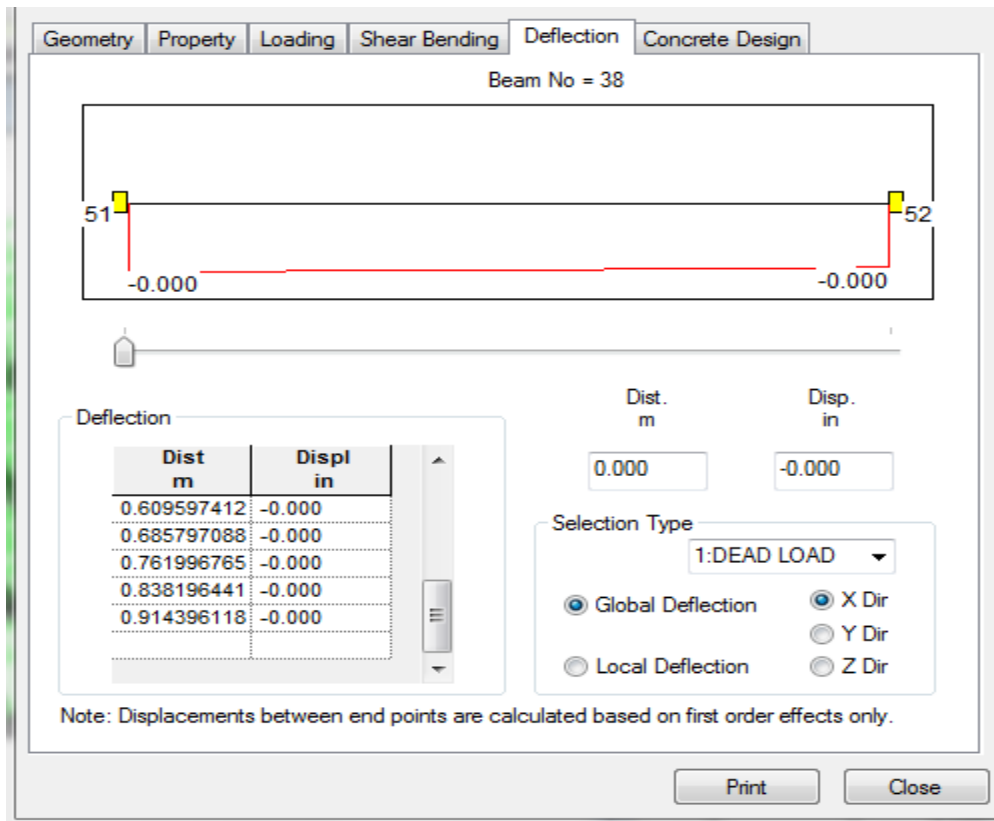 Geometry Property Loading Shear Bending Deflection Concrete Design
Beam No = 38
51 52
-0.000 -0.000
Dist. Disp.
m in
0.000 -0.000
Deflection
Dist Displ
m in
0.609597412 -0.000
0.685797088 -0.000
0.761996765 -0.000
0.838196441 -0.000
0.914396118 -0.000
Selection Type
1:DEAD LOAD
Global Deflection X Dir
Y Dir
Local Deflection Z Dir
Note: Displacements between end points are calculated based on first order effects only.
Print Close